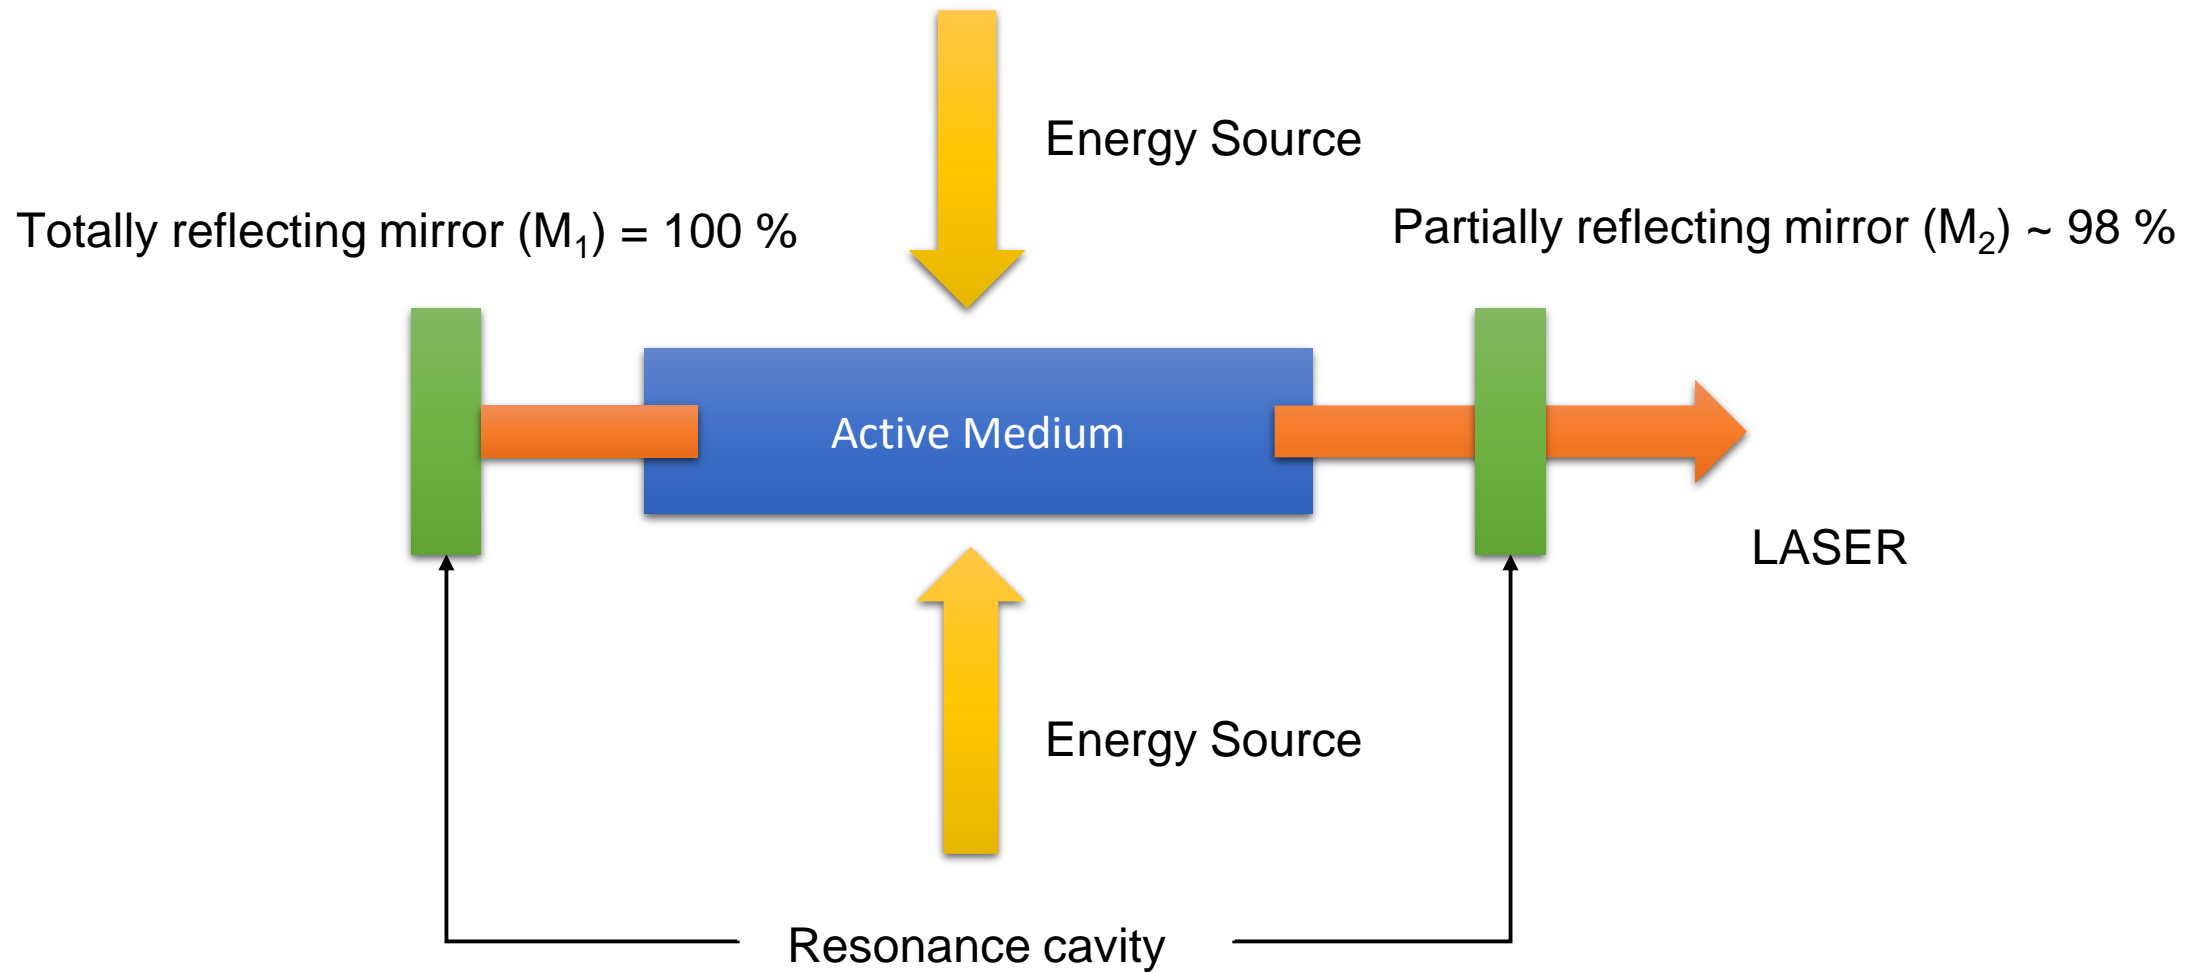 Energy Source
Totally reflecting mirror (M₁) = 100 %
Partially reflecting mirror (M₂) ~ 98 %
Active Medium
LASER
Energy Source
Resonance cavity